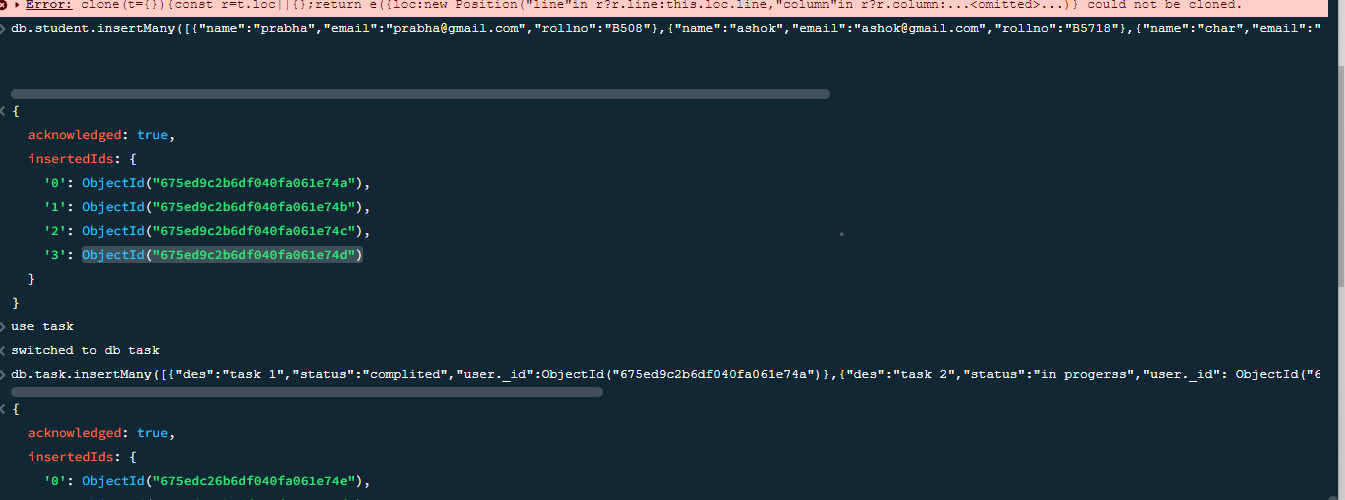 Error: clone(t={}){const r=t.loc||{};return e({loc:new Position("line"in r?r.line:this.loc.line,"column"in r?r.column:...<omitted>...)} could not be cloned.
db.student.insertMany([{"name":"prabha","email":"prabha@gmail.com","rollno":"B508"},{"name":"ashok","email":"ashok@gmail.com","rollno":"B5718"},{"name":"char","email":"
{
acknowledged: true,
insertedIds: {
'0': ObjectId("675ed9c2b6df040fa061e74a"),
'1': ObjectId("675ed9c2b6df040fa061e74b"),
'2': ObjectId("675ed9c2b6df040fa061e74c"),
'3': ObjectId("675ed9c2b6df040fa061e74d")
}
}
use task
switched to db task
db.task.insertMany([{"des":"task 1","status":"complited","user._id":ObjectId("675ed9c2b6df040fa061e74a")},{"des":"task 2","status":"in progerss","user._id": ObjectId("6
{
acknowledged: true,
insertedIds: {
'0': ObjectId("675edc26b6df040fa061e74e"),